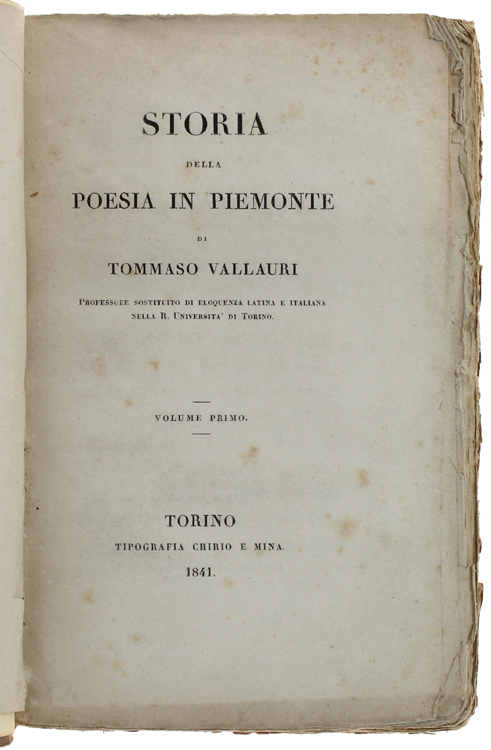 STORIA
DELLA
POESIA IN PIEMONTE
DI
TOMMASO VALLAURI
PROFESSORE SOSTITUITO DI ELOQUENZA LATINA E ITALIANA
NELLA R. UNIVERSITA' DI TORINO.
VOLUME PRIMO.
TORINO
TIPOGRAFIA CHIRIO E MINA.
1841.